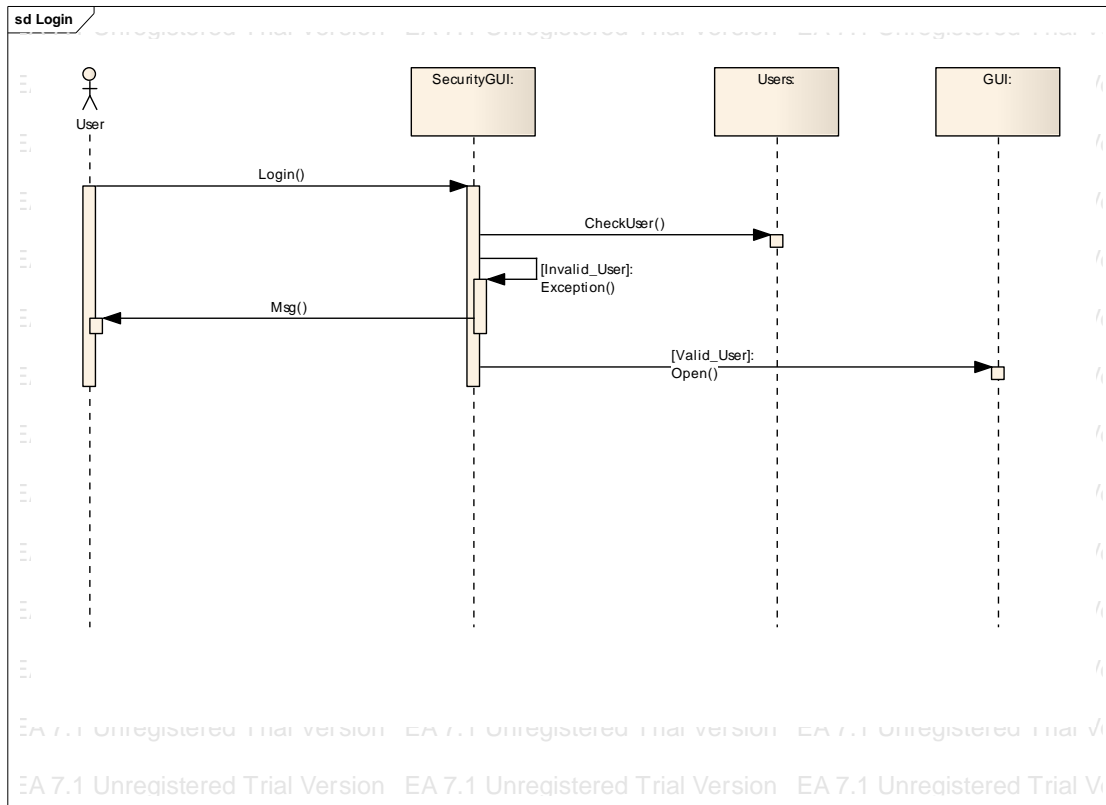 sd Login
EA 7.1 Unregistered Trial Version EA 7.1 Unregistered Trial Version EA 7.1 Unregistered Trial V
SecurityGUI:
Users:
GUI:
User
Login()
CheckUser()
[Invalid_User]:
Exception()
Msg()
[Valid_User]:
Open()
EA 7.1 Unregistered Trial Version EA 7.1 Unregistered Trial Version EA 7.1 Unregistered Trial V
EA 7.1 Unregistered Trial Version EA 7.1 Unregistered Trial Version EA 7.1 Unregistered Trial V